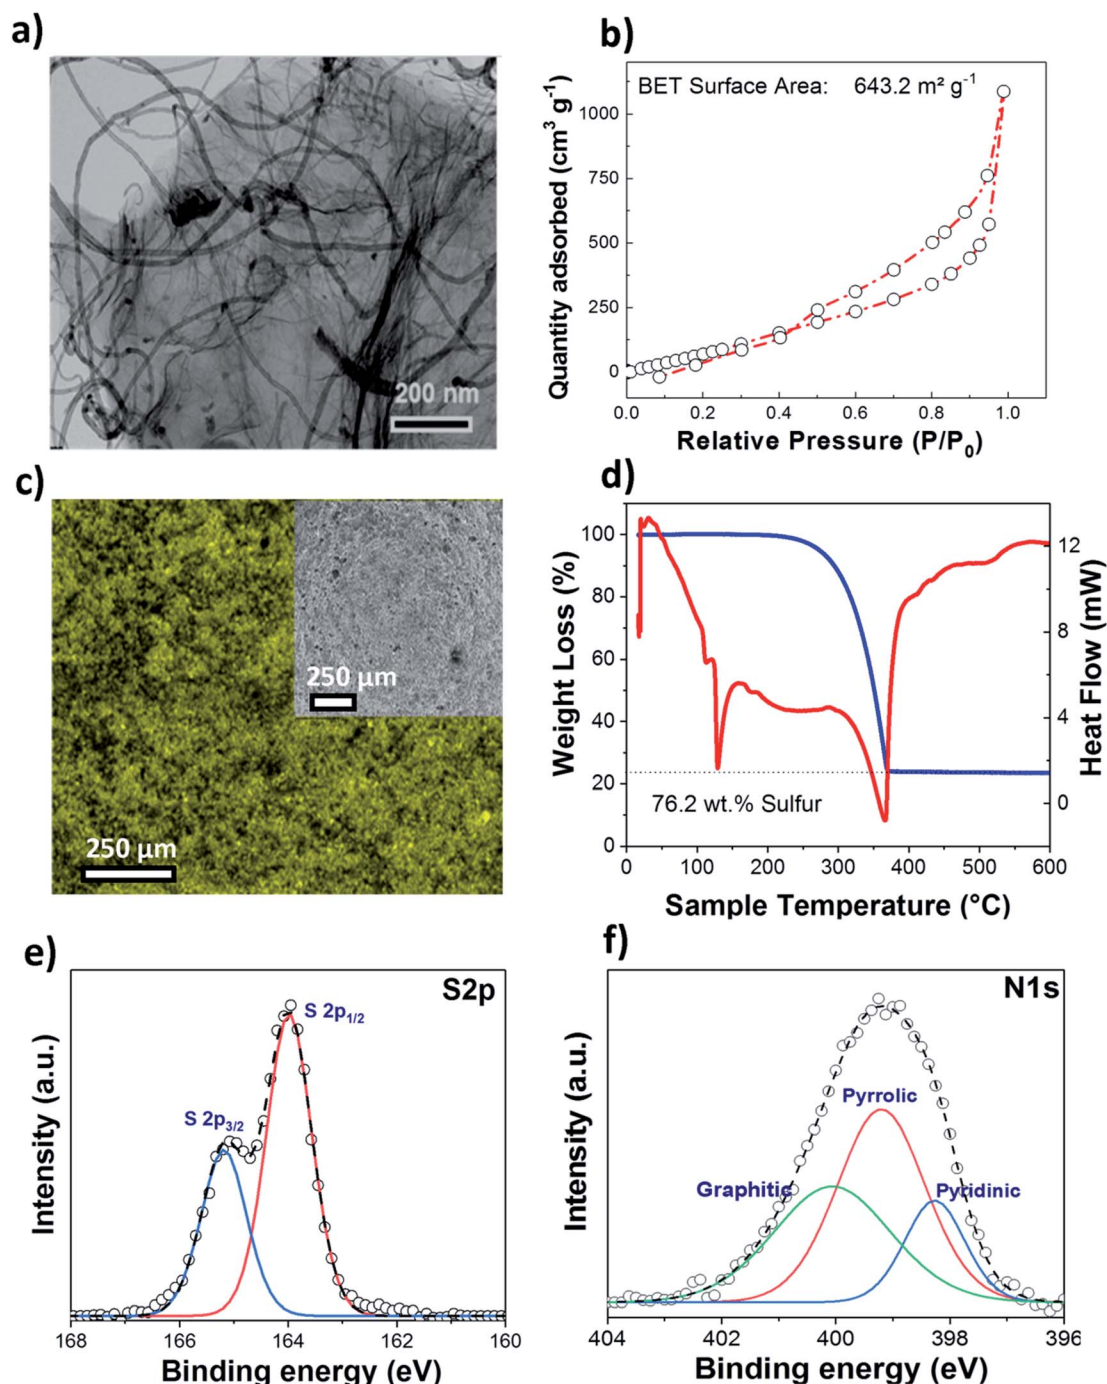 a)
200 nm
b)
BET Surface Area: 643.2 m² g⁻¹
Quantity adsorbed (cm³ g⁻¹)
1000
750
500
250
0
0.0 0.2 0.4 0.6 0.8 1.0
Relative Pressure (P/P₀)
c)
250 µm
250 µm
d)
Weight Loss (%)
100
80
60
40
20
0
76.2 wt.% Sulfur
12
8
4
0
Heat Flow (mW)
0 100 200 300 400 500 600
Sample Temperature (°C)
e)
S2p
S 2p₁/₂
S 2p₃/₂
Intensity (a.u.)
168 166 164 162 160
Binding energy (eV)
f)
N1s
Pyrrolic
Graphitic
Pyridinic
Intensity (a.u.)
404 402 400 398 396
Binding energy (eV)